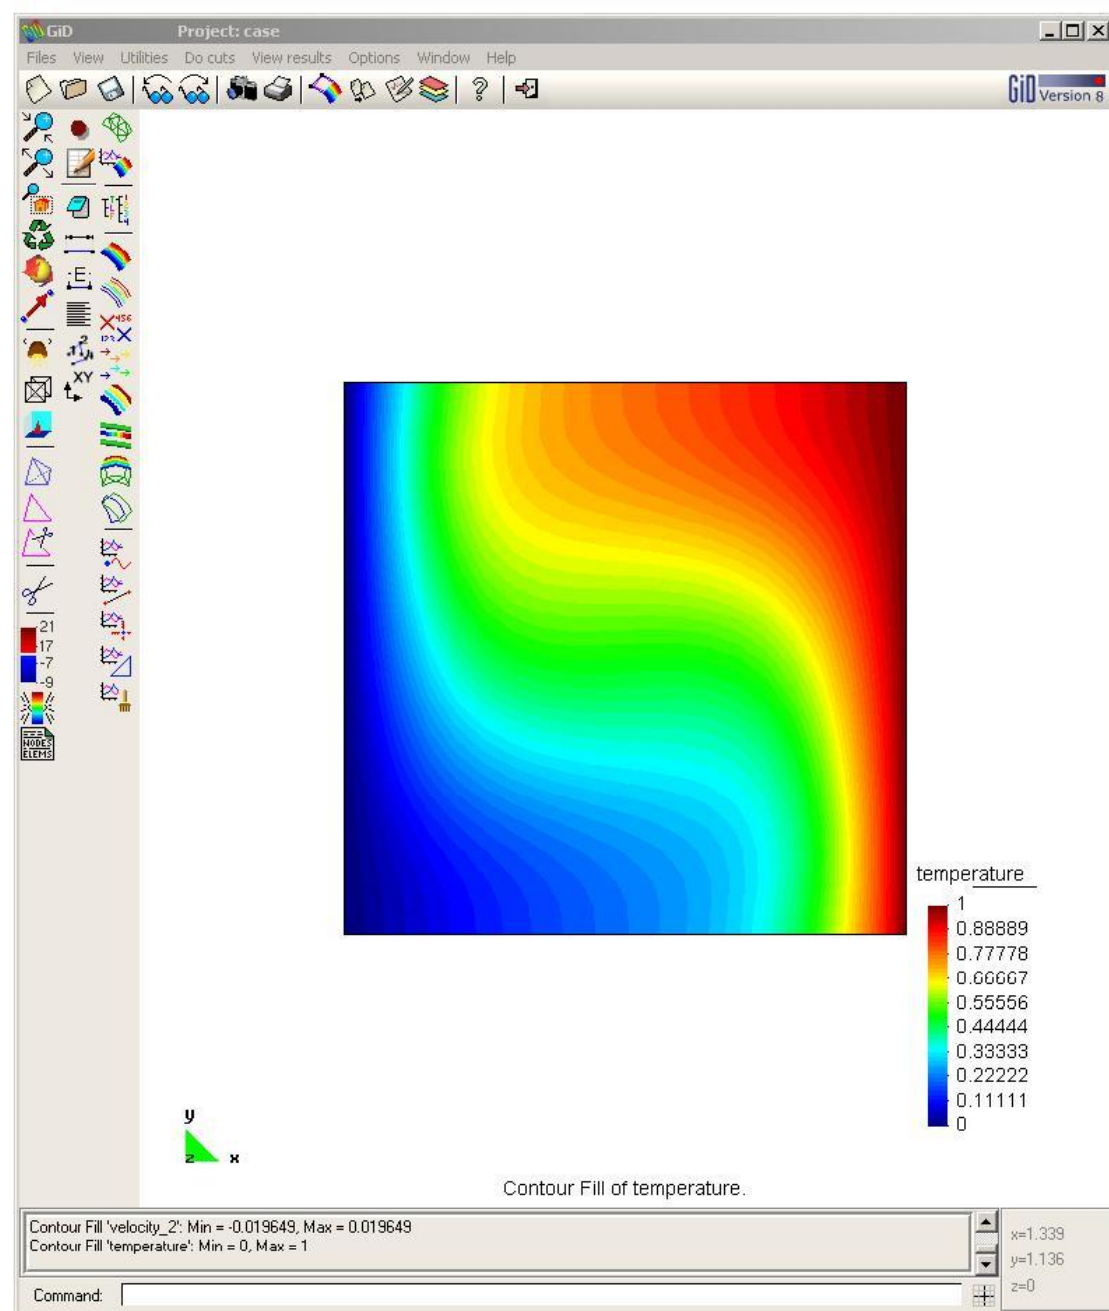 GiD Project: case
Files View Utilities Do cuts View results Options Window Help
GiD Version 8
E
2
XY
456
123
21
17
-7
-9
NODES
ELEMS
temperature
1
0.88889
0.77778
0.66667
0.55556
0.44444
0.33333
0.22222
0.11111
0
y
z x
Contour Fill of temperature.
Contour Fill 'velocity_2': Min = -0.019649, Max = 0.019649
Contour Fill 'temperature': Min = 0, Max = 1
x=1.339
y=1.136
z=0
Command: